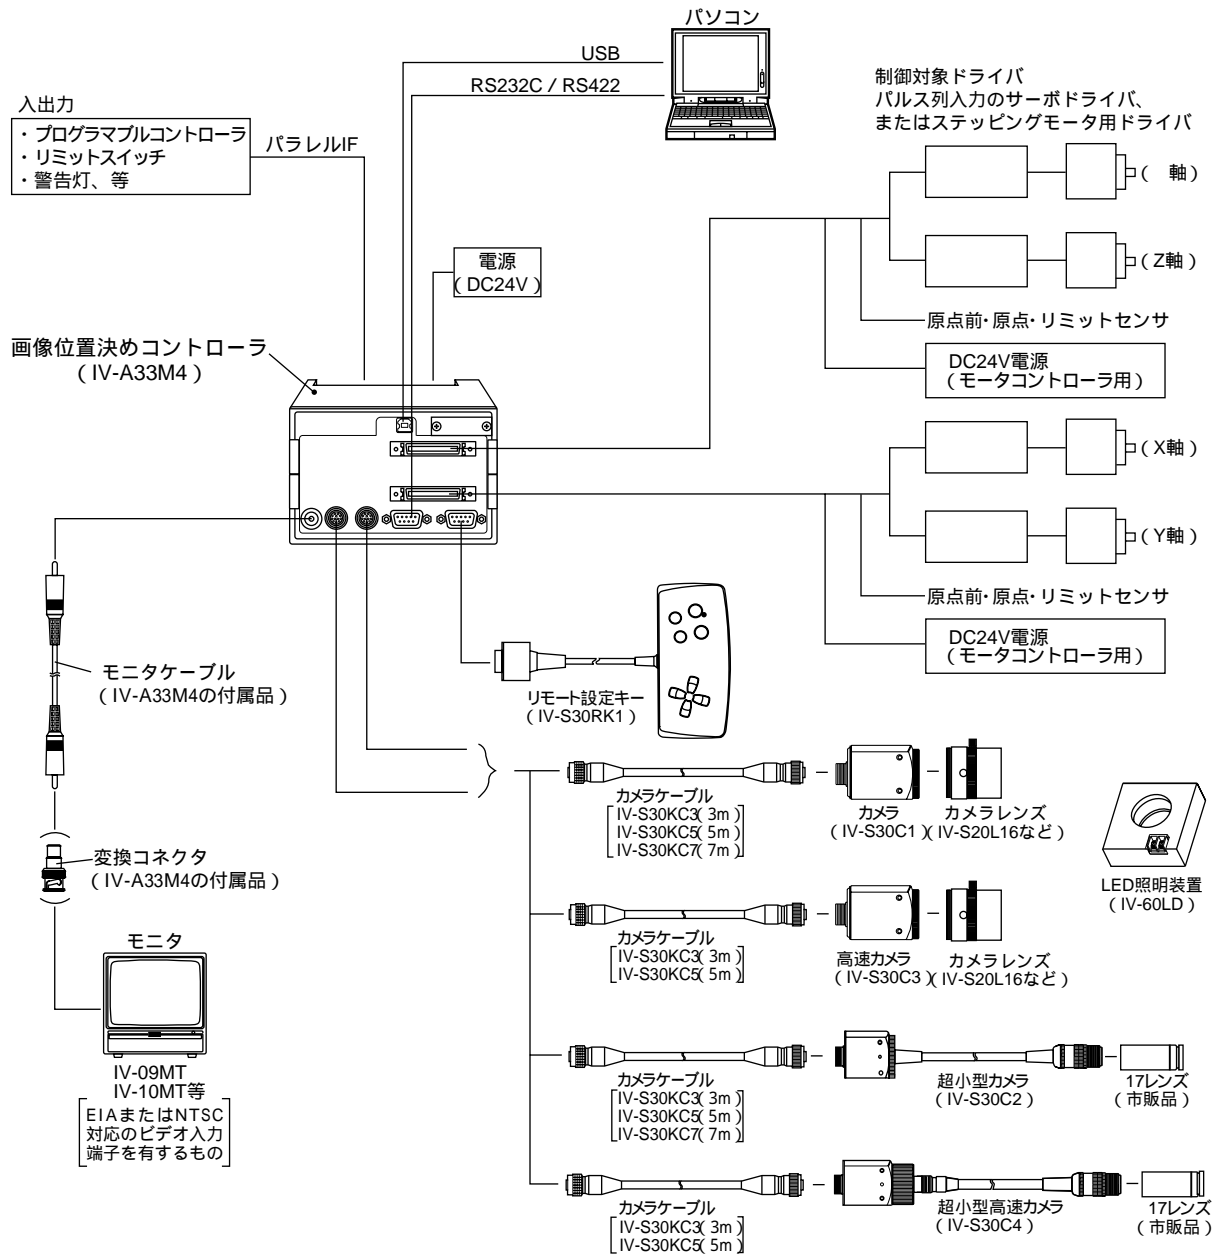 パソコン
USB
RS232C / RS422
入出力
・プログラマブルコントローラ
・リミットスイッチ
・警告灯、等
パラレルIF
制御対象ドライバ
パルス列入力のサーボドライバ、
またはステッピングモータ用ドライバ
( 軸 )
( Z軸 )
原点前・原点・リミットセンサ
DC24V電源
( モータコントローラ用 )
電源
( DC24V )
画像位置決めコントローラ
( IV-A33M4 )
( X軸 )
( Y軸 )
原点前・原点・リミットセンサ
DC24V電源
( モータコントローラ用 )
モニタケーブル
( IV-A33M4の付属品 )
リモート設定キー
( IV-S30RK1 )
カメラケーブル
IV-S30KC3( 3m )
IV-S30KC5( 5m )
IV-S30KC7( 7m )
カメラ
( IV-S30C1 )
カメラレンズ
( IV-S20L16など )
変換コネクタ
( IV-A33M4の付属品 )
LED照明装置
( IV-60LD )
カメラケーブル
IV-S30KC3( 3m )
IV-S30KC5( 5m )
高速カメラ
( IV-S30C3 )
カメラレンズ
( IV-S20L16など )
モニタ
IV-09MT
IV-10MT等
EIAまたはNTSC
対応のビデオ入力
端子を有するもの
カメラケーブル
IV-S30KC3( 3m )
IV-S30KC5( 5m )
IV-S30KC7( 7m )
超小型カメラ
( IV-S30C2 )
17レンズ
( 市販品 )
カメラケーブル
IV-S30KC3( 3m )
IV-S30KC5( 5m )
超小型高速カメラ
( IV-S30C4 )
17レンズ
( 市販品 )